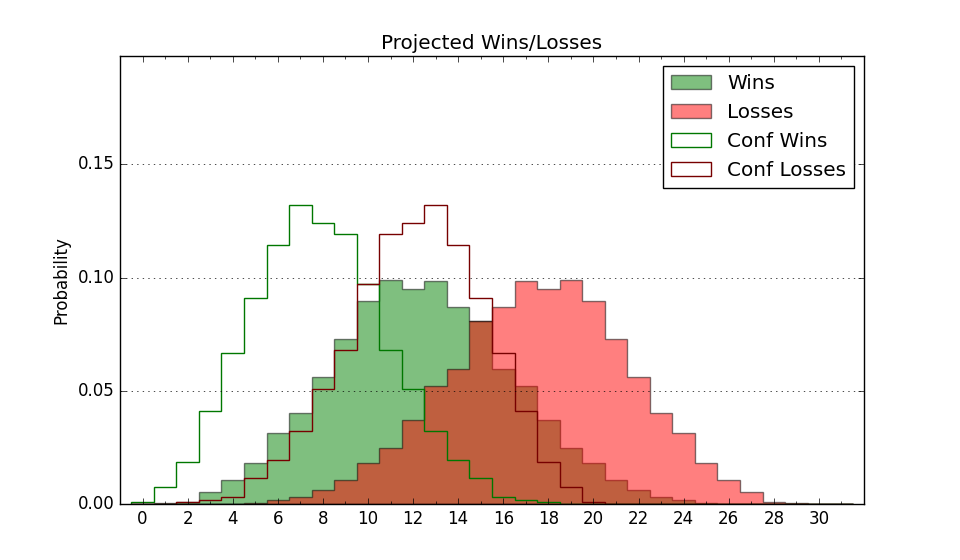 Projected Wins/Losses
Wins
Losses
Conf Wins
Conf Losses
0.15
0.10
0.05
0.00
Probability
0 2 4 6 8 10 12 14 16 18 20 22 24 26 28 30